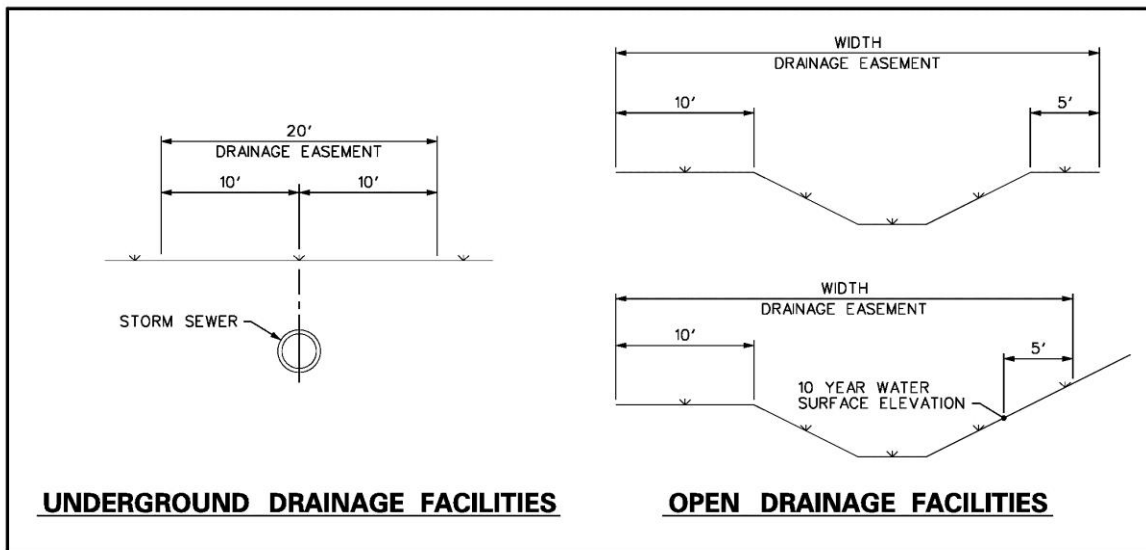 20'
DRAINAGE EASEMENT
10'
10'
STORM SEWER
UNDERGROUND DRAINAGE FACILITIES
WIDTH
DRAINAGE EASEMENT
10'
5'
WIDTH
DRAINAGE EASEMENT
10'
5'
10 YEAR WATER
SURFACE ELEVATION
OPEN DRAINAGE FACILITIES